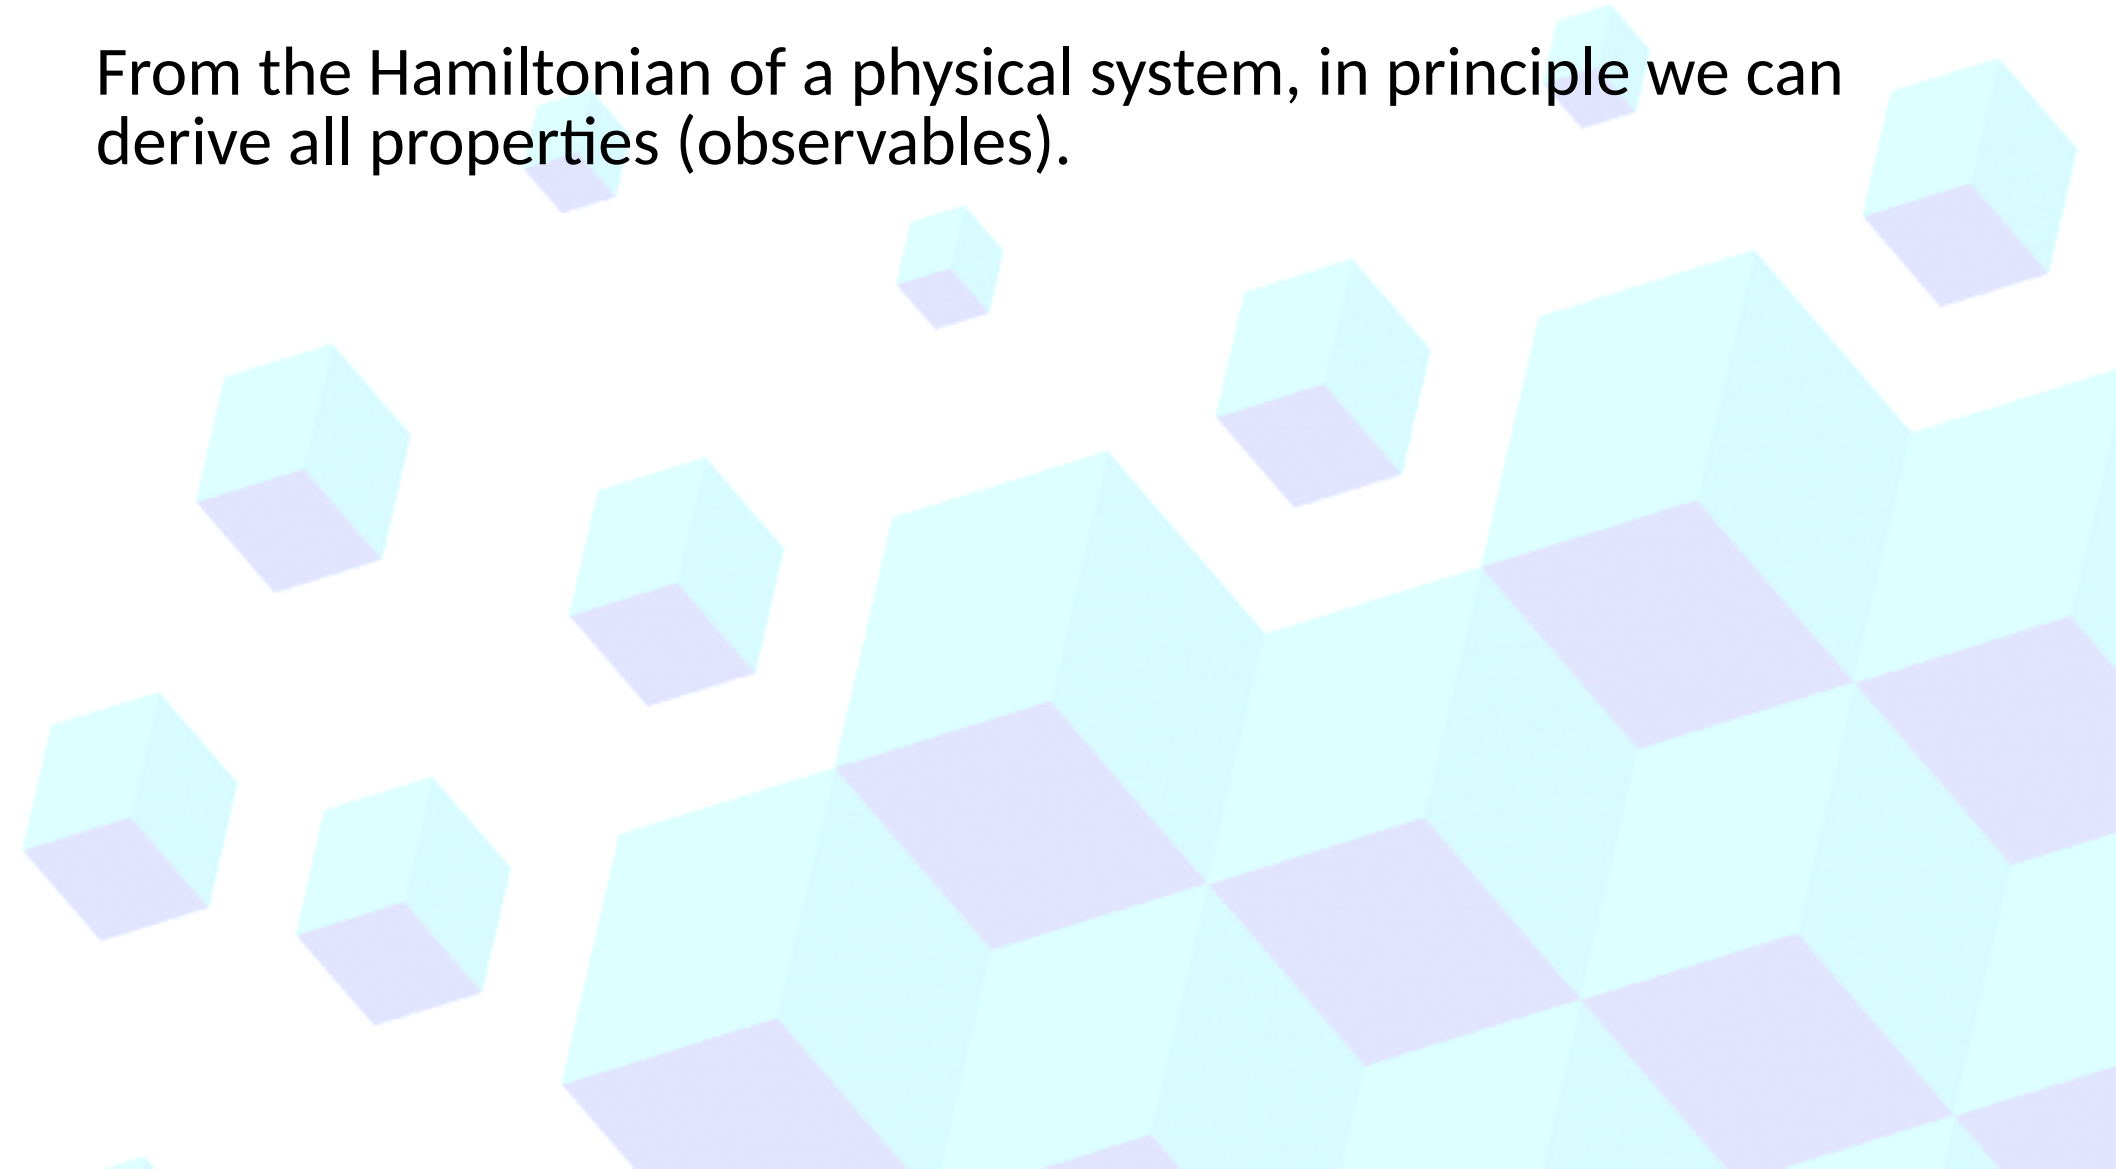 From the Hamiltonian of a physical system, in principle we can
derive all properties (observables).